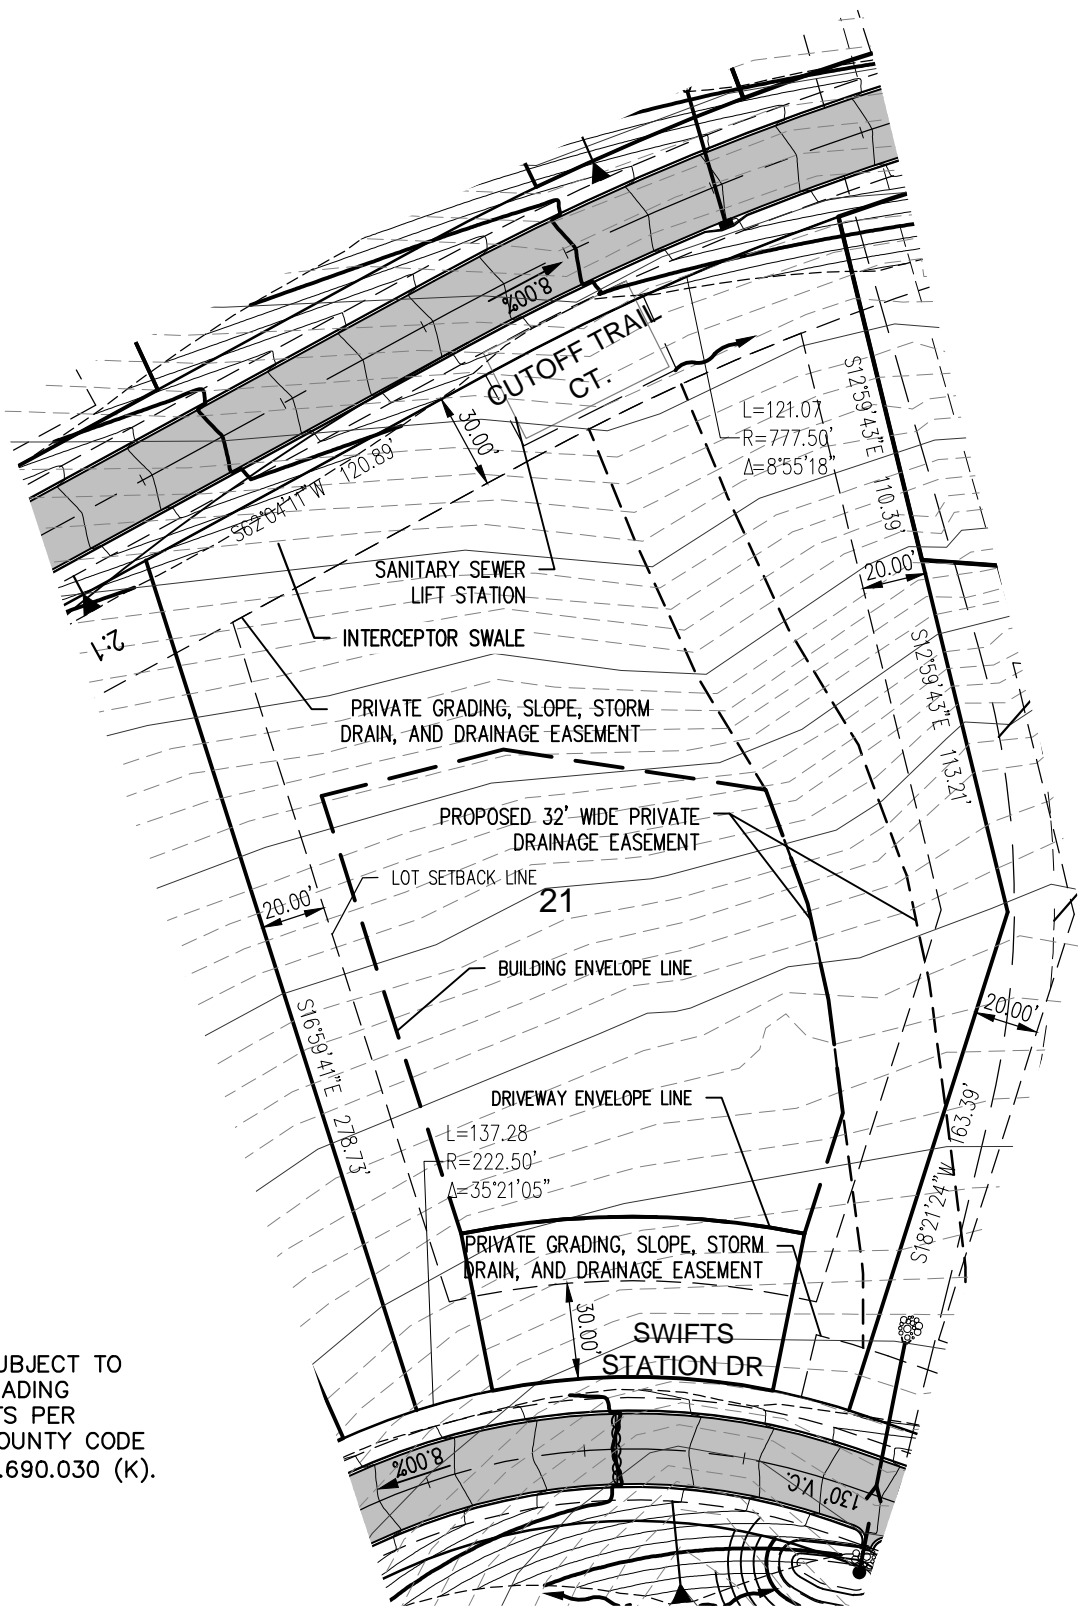 8.00%
CUTOFF TRAIL
CT.
30.00'
S62°04'11"W 120.89'
L=121.07'
R=777.50'
Δ=8°55'18"
S12°59'43"E 110.39'
20.00'
SANITARY SEWER
LIFT STATION
INTERCEPTOR SWALE
2:1
PRIVATE GRADING, SLOPE, STORM
DRAIN, AND DRAINAGE EASEMENT
S12°59'43"E 113.21'
PROPOSED 32' WIDE PRIVATE
DRAINAGE EASEMENT
LOT SETBACK LINE
21
20.00'
BUILDING ENVELOPE LINE
20.00'
S16°59'41"E 278.73'
DRIVEWAY ENVELOPE LINE
L=137.28
R=222.50'
Δ=35°21'05"
S18°21'24"W 163.39'
PRIVATE GRADING, SLOPE, STORM
DRAIN, AND DRAINAGE EASEMENT
30.00'
SWIFTS
STATION DR
UBJECT TO
ADING
TS PER
OUNTY CODE
.690.030 (K).
8.00%
130' V.C.